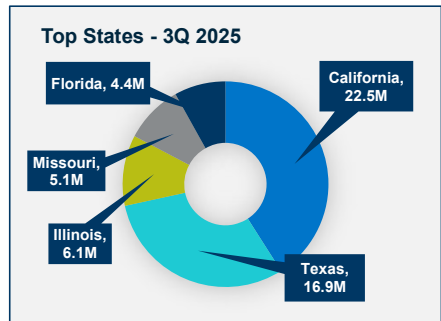 Top States - 3Q 2025
Florida, 4.4M
California,
22.5M
Missouri,
5.1M
Illinois,
6.1M
Texas,
16.9M